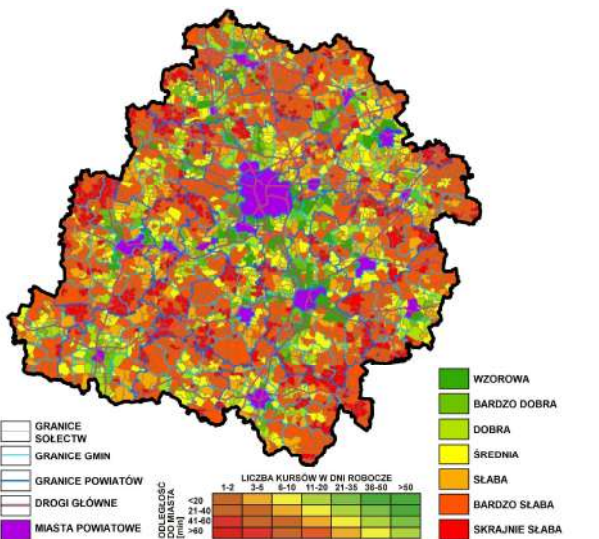 WZOROWA
BARDZO DOBRA
DOBRA
ŚREDNIA
SŁABA
BARDZO SŁABA
SKRAJNIE SŁABA
GRANICE
SOŁECTW
GRANICE GMIN
GRANICE POWIATÓW
DROGI GŁÓWNE
MIASTA POWIATOWE
LICZBA KURSÓW W DNI ROBOCZE
1-2 3-5 6-10 11-20 21-35 36-50 >50
ODLEGŁOŚĆ
DO MIASTA
[min]
<20
21-40
41-60
>60